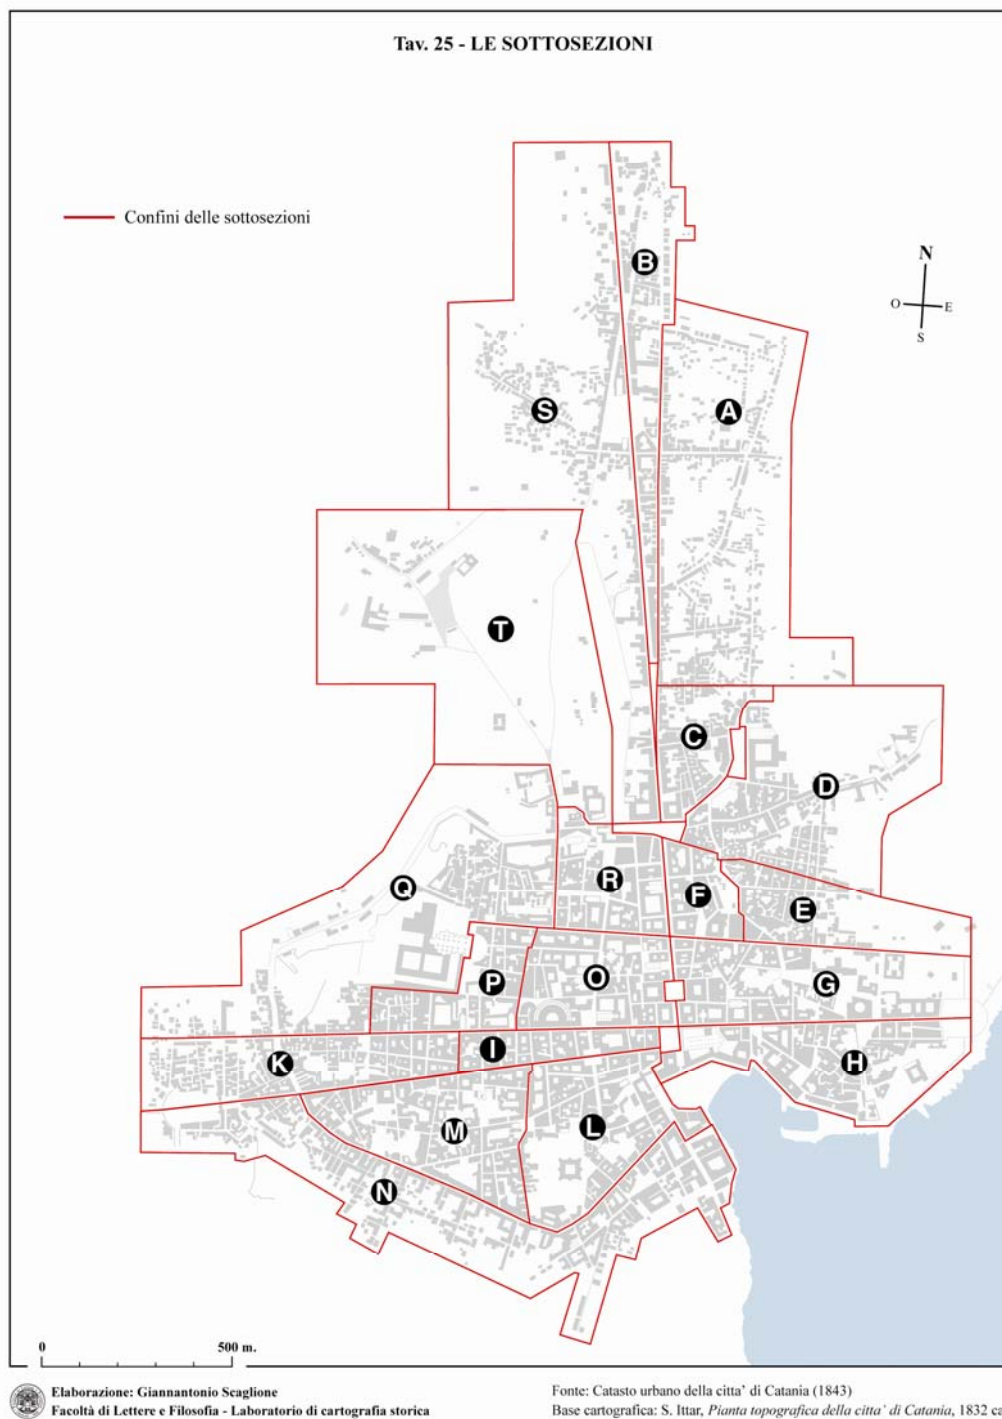 Tav. 25 - LE SOTTOSEZIONI
Confini delle sottosezioni
N
O
E
S
B
S
A
T
C
D
Q
R
F
E
P
O
G
K
I
H
M
L
N
0
500 m.
Elaborazione: Giannantonio Scaglione
Facoltà di Lettere e Filosofia - Laboratorio di cartografia storica
Fonte: Catasto urbano della citta' di Catania (1843)
Base cartografica: S. Ittar, Pianta topografica della citta' di Catania, 1832 ca